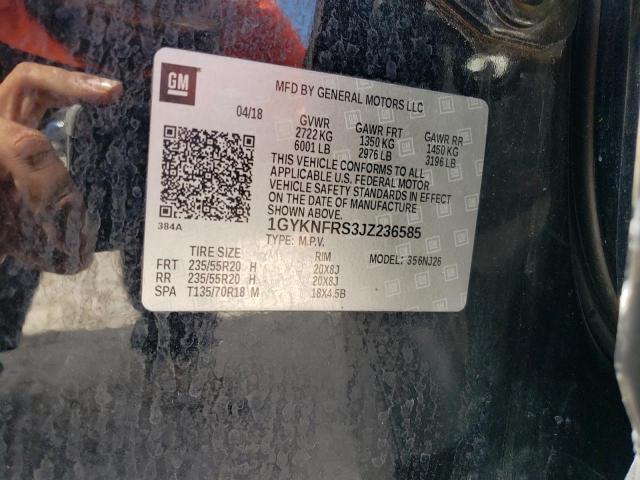 GM
MFD BY GENERAL MOTORS LLC
04/18
GVWR GAWR FRT GAWR RR
2722 KG 1350 KG 1450 KG
6001 LB 2976 LB 3196 LB
THIS VEHICLE CONFORMS TO ALL
APPLICABLE U.S. FEDERAL MOTOR
VEHICLE SAFETY STANDARDS IN EFFECT
ON THE DATE OF MANUFACTURE
SHOWN ABOVE.
384A
1GYKNFRS3JZ236585
TYPE: M.P.V. MODEL: 356NJ26
TIRE SIZE RIM
FRT 235/55R20 H 20X8J
RR 235/55R20 H 20X8J
SPA T135/70R18 M 18X4.5B